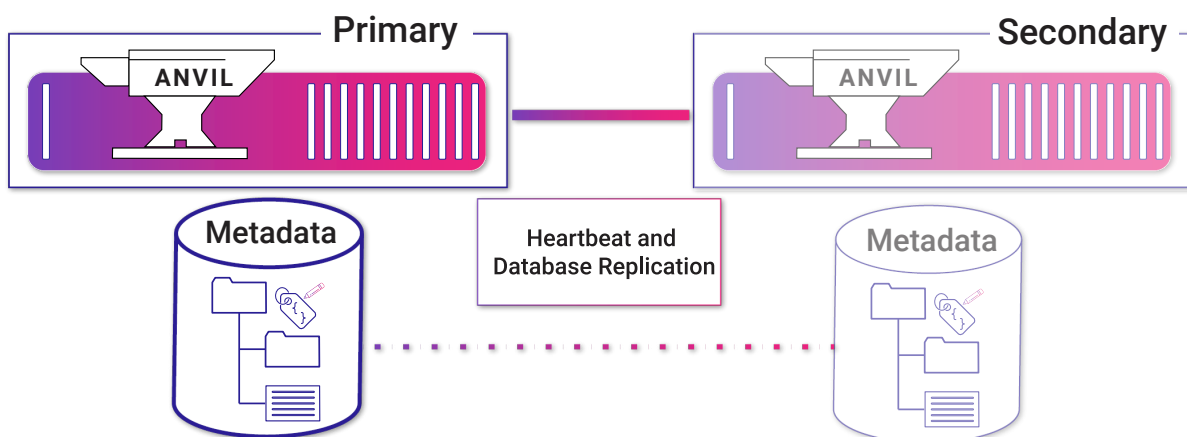 Primary
Secondary
ANVIL
ANVIL
Metadata
Heartbeat and
Database Replication
Metadata
{ }
{ }